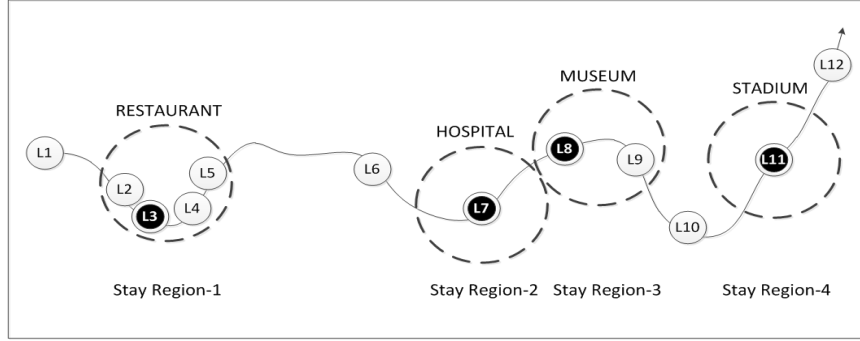 L12
MUSEUM
STADIUM
RESTAURANT
HOSPITAL
L1
L8
L9
L11
L5
L6
L2
L3
L4
L7
L10
Stay Region-1
Stay Region-2
Stay Region-3
Stay Region-4